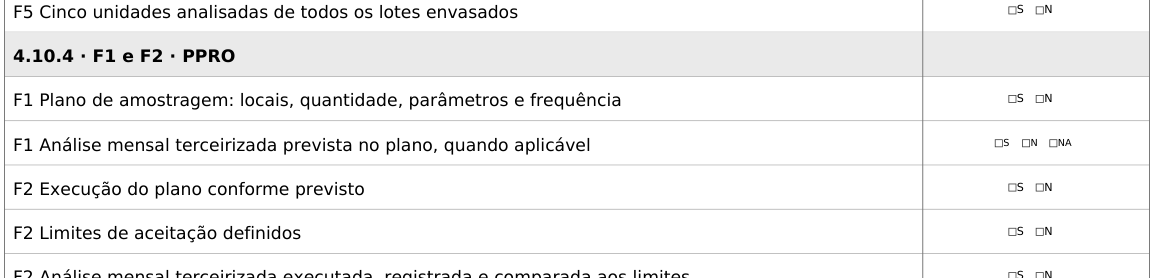 F5 Cinco unidades analisadas de todos os lotes envasados □S □N
4.10.4 · F1 e F2 · PPRO
F1 Plano de amostragem: locais, quantidade, parâmetros e frequência □S □N
F1 Análise mensal terceirizada prevista no plano, quando aplicável □S □N □NA
F2 Execução do plano conforme previsto □S □N
F2 Limites de aceitação definidos □S □N
F2 Análise mensal terceirizada executada, registrada e comparada aos limites □S □N